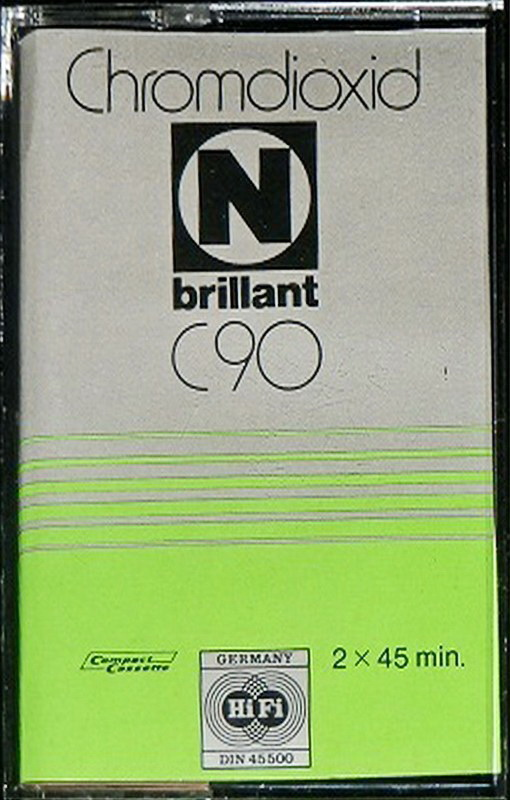 Chromdioxid
N
brillant
C90
Compact
Cassette
GERMANY
HiFi
DIN 45500
2 × 45 min.